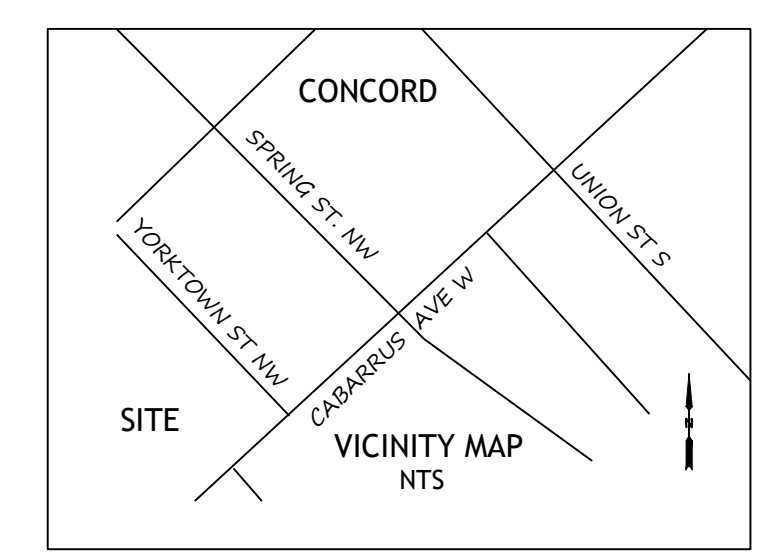 CONCORD
SPRING ST. NW
UNION ST S
YORKTOWN ST NW
CABARRUS AVE W
SITE
VICINITY MAP
NTS
N